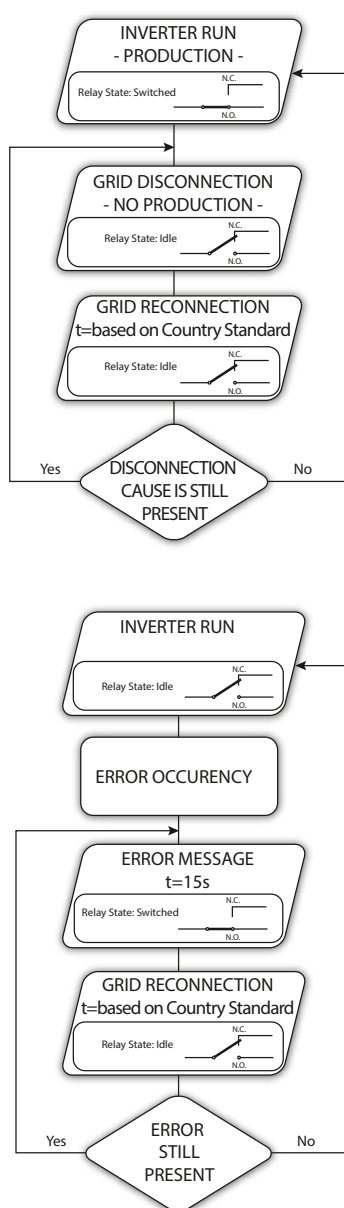 INVERTER RUN
- PRODUCTION -
N.C.
Relay State: Switched
N.O.
GRID DISCONNECTION
- NO PRODUCTION -
N.C.
Relay State: Idle
N.O.
GRID RECONNECTION
t=based on Country Standard
N.C.
Relay State: Idle
N.O.
Yes
No
DISCONNECTION
CAUSE IS STILL
PRESENT
INVERTER RUN
N.C.
Relay State: Idle
N.O.
ERROR OCCURENCY
ERROR MESSAGE
t=15s
N.C.
Relay State: Switched
N.O.
GRID RECONNECTION
t=based on Country Standard
N.C.
Relay State: Idle
N.O.
Yes
No
ERROR
STILL
PRESENT